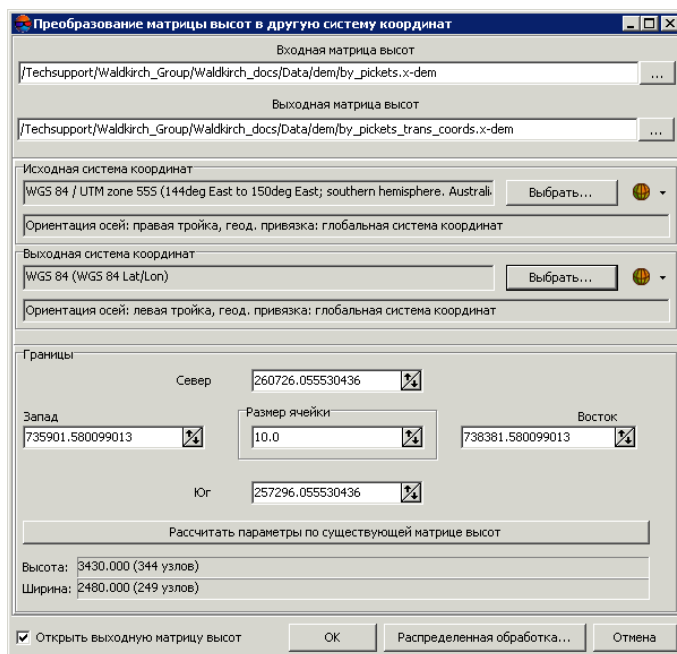 Преобразование матрицы высот в другую систему координат
Входная матрица высот
/Techsupport/Waldkirch_Group/Waldkirch_docs/Data/dem/by_pickets.x-dem
...
Выходная матрица высот
/Techsupport/Waldkirch_Group/Waldkirch_docs/Data/dem/by_pickets_trans_coords.x-dem
...
Исходная система координат
WGS 84 / UTM zone 55S (144deg East to 150deg East; southern hemisphere. Australi
Выбрать...
Ориентация осей: правая тройка, геод. привязка: глобальная система координат
Выходная система координат
WGS 84 (WGS 84 Lat/Lon)
Выбрать...
Ориентация осей: левая тройка, геод. привязка: глобальная система координат
Границы
Север
260726.055530436
Запад
Размер ячейки
Восток
735901.580099013
10.0
738381.580099013
Юг
257296.055530436
Рассчитать параметры по существующей матрице высот
Высота: 3430.000 (344 узлов)
Ширина: 2480.000 (249 узлов)
Открыть выходную матрицу высот
OK
Распределенная обработка...
Отмена